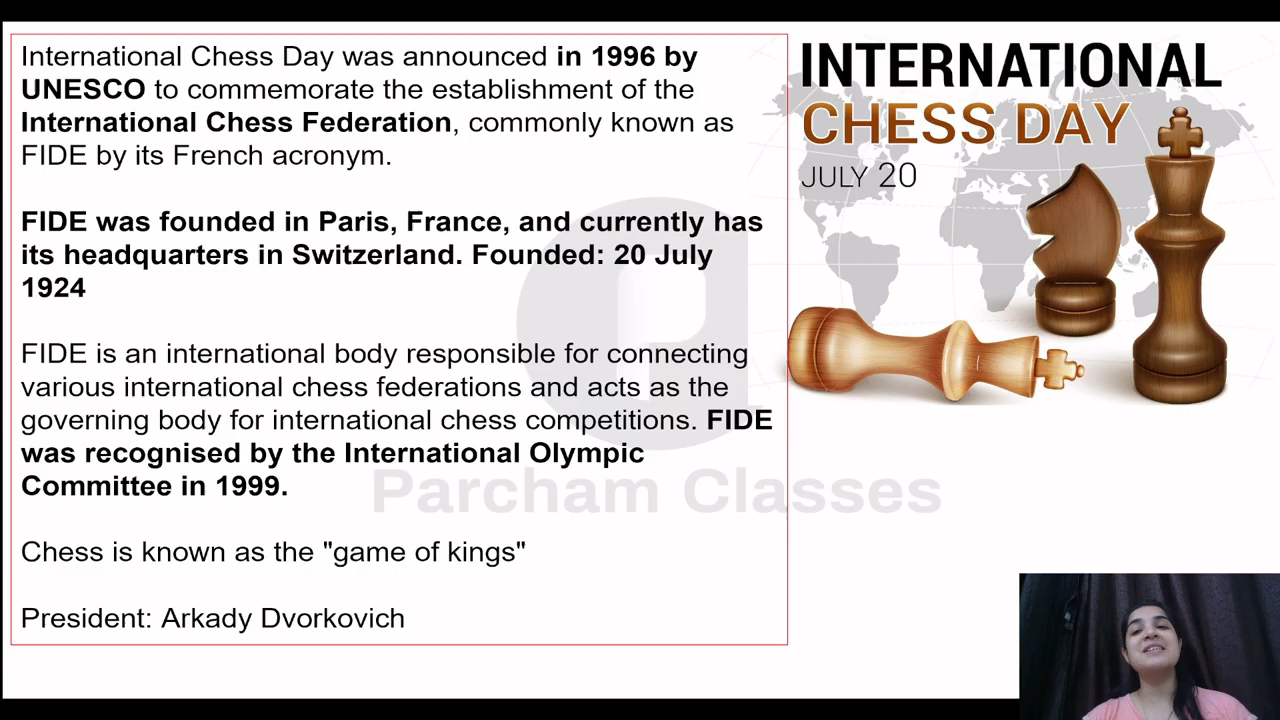 International Chess Day was announced in 1996 by
UNESCO to commemorate the establishment of the
International Chess Federation, commonly known as
FIDE by its French acronym.
FIDE was founded in Paris, France, and currently has
its headquarters in Switzerland. Founded: 20 July
1924
FIDE is an international body responsible for connecting
various international chess federations and acts as the
governing body for international chess competitions. FIDE
was recognised by the International Olympic
Committee in 1999.
Chess is known as the "game of kings"
President: Arkady Dvorkovich
INTERNATIONAL
CHESS DAY
JULY 20
Parcham Classes